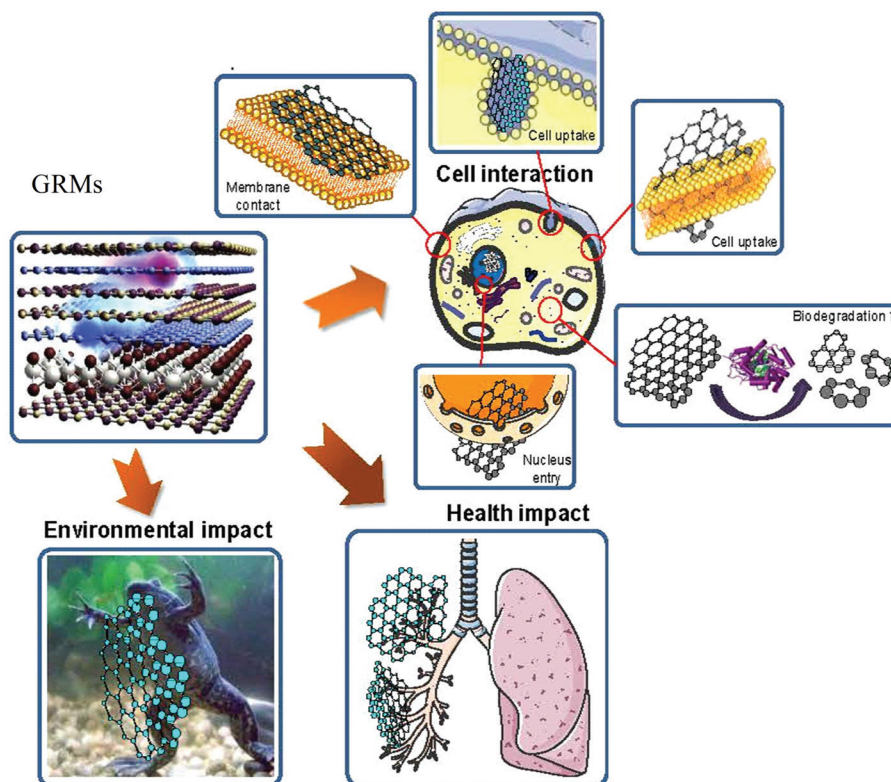 Cell uptake
Membrane
contact
Cell interaction
Cell uptake
GRMs
Biodegradation ?
Nucleus
entry
Environmental impact
Health impact